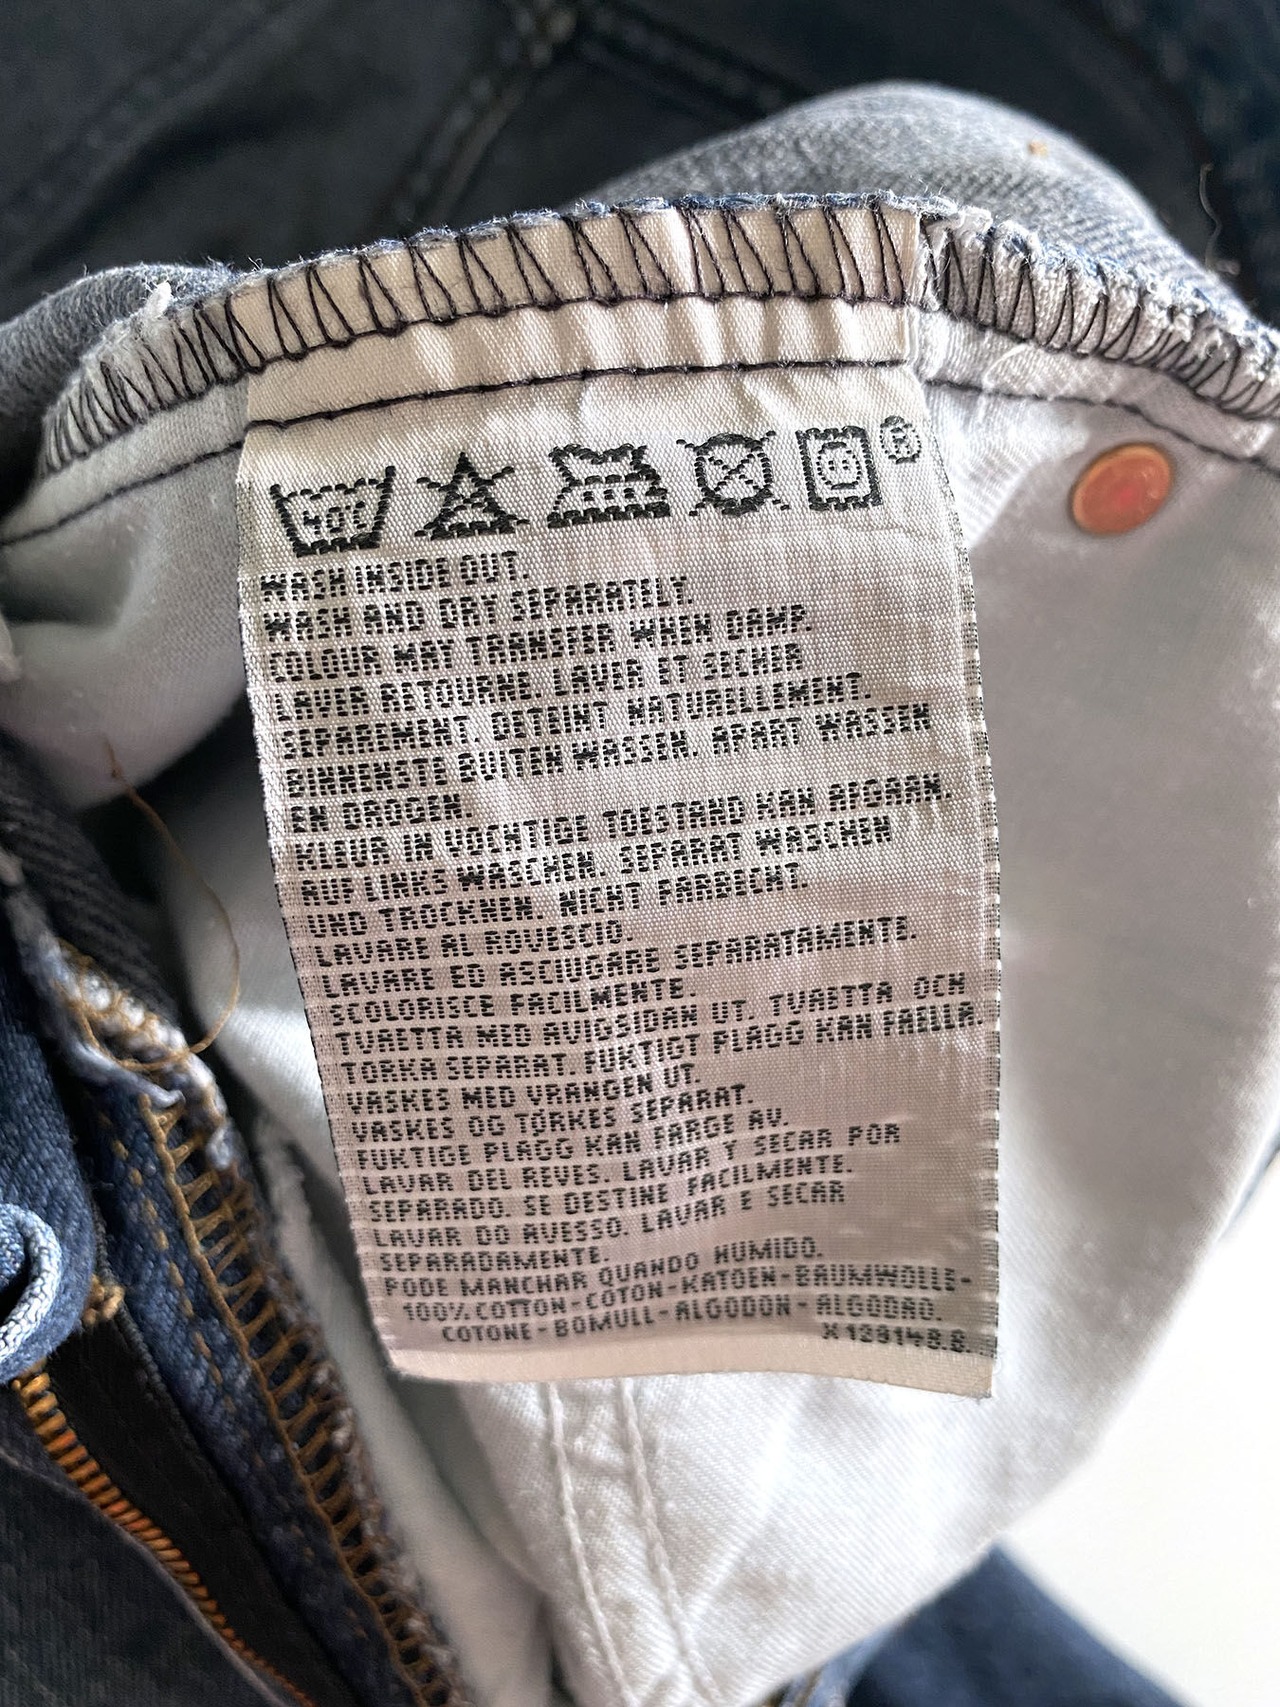 40°C ®
WASH INSIDE OUT.
WASH AND DRY SEPARATELY.
COLOUR MAY TRANSFER WHEN DAMP.
LAVER RETOURNE. LAVER ET SECHER
SEPAREMENT. DETEINT NATURELLEMENT.
BINNENSTE BUITEN WASSEN. APART WASSEN
EN DROGEN.
KLEUR IN VOCHTIGE TOESTAND KAN AFGAAN.
AUF LINKS WASCHEN. SEPARAT WASCHEN
UND TROCKNEN. NICHT FARBECHT.
LAVARE AL ROVESCIO.
LAVARE ED ASCIUGARE SEPARATAMENTE.
SCOLORISCE FACILMENTE.
TVAETTA MED AVIGSIDAN UT. TVAETTA OCH
TORKA SEPARAT. FUKTIGT PLAGG KAN FAELLA.
VASKES MED VRANGEN UT.
VASKES OG TØRKES SEPARAT.
FUKTIGE PLAGG KAN FARGE AV.
LAVAR DEL REVES. LAVAR Y SECAR POR
SEPARADO. SE DESTINE FACILMENTE.
LAVAR DO AVESSO. LAVAR E SECAR
SEPARADAMENTE.
PODE MANCHAR QUANDO HUMIDO.
100% COTTON-COTON-KATOEN-BAUMWOLLE-
COTONE-BOMULL-ALGODON-ALGODAO.
X128148.B.